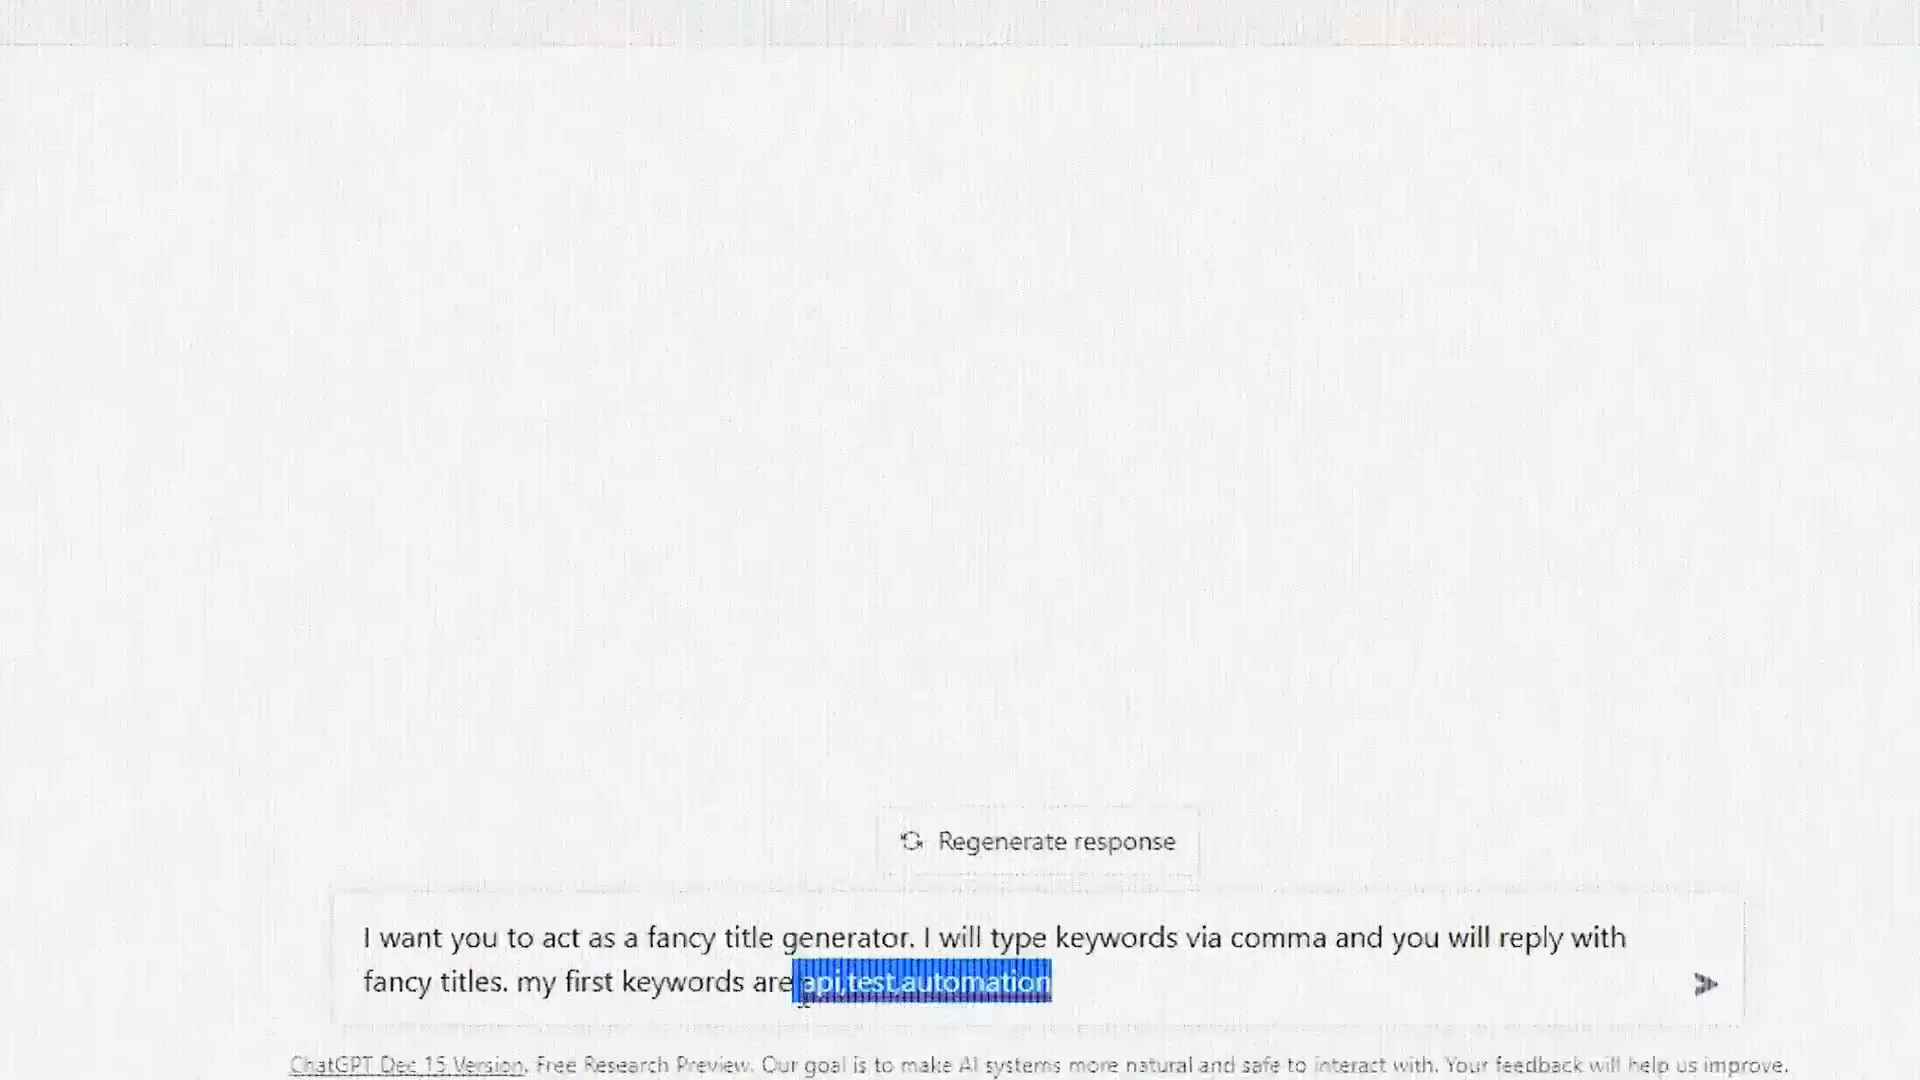 Regenerate response
I want you to act as a fancy title generator. I will type keywords via comma and you will reply with
fancy titles. my first keywords are api,test,automation
ChatGPT Dec 15 Version. Free Research Preview. Our goal is to make AI systems more natural and safe to interact with. Your feedback will help us improve.